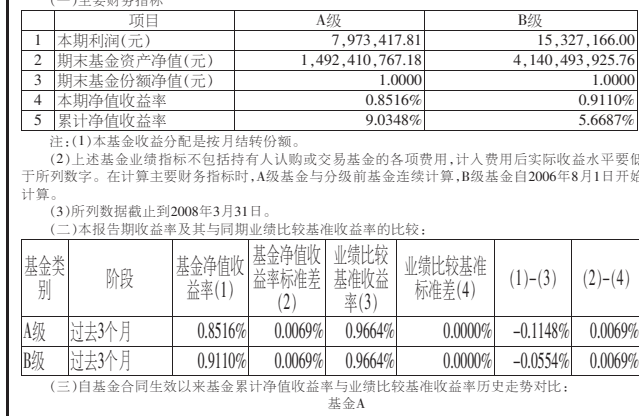 (一)主要财务指标
项目 A级 B级
1 本期利润(元) 7,973,417.81 15,327,166.00
2 期末基金资产净值(元) 1,492,410,767.18 4,140,493,925.76
3 期末基金份额净值(元) 1.0000 1.0000
4 本期净值收益率 0.8516% 0.9110%
5 累计净值收益率 9.0348% 5.6687%
注:(1)本基金收益分配是按月结转份额。
(2)上述基金业绩指标不包括持有人认购或交易基金的各项费用,计入费用后实际收益水平要低
于所列数字。在计算主要财务指标时,A级基金与分级前基金连续计算,B级基金自2006年8月1日开始
计算。
(3)所列数据截止到2008年3月31日。
(二)本报告期收益率及其与同期业绩比较基准收益率的比较:
基金类别 阶段 基金净值收益率(1) 基金净值收益率标准差(2) 业绩比较基准收益率(3) 业绩比较基准标准差(4) (1)-(3) (2)-(4)
A级 过去3个月 0.8516% 0.0069% 0.9664% 0.0000% -0.1148% 0.0069%
B级 过去3个月 0.9110% 0.0069% 0.9664% 0.0000% -0.0554% 0.0069%
(三)自基金合同生效以来基金累计净值收益率与业绩比较基准收益率历史走势对比:
基金A